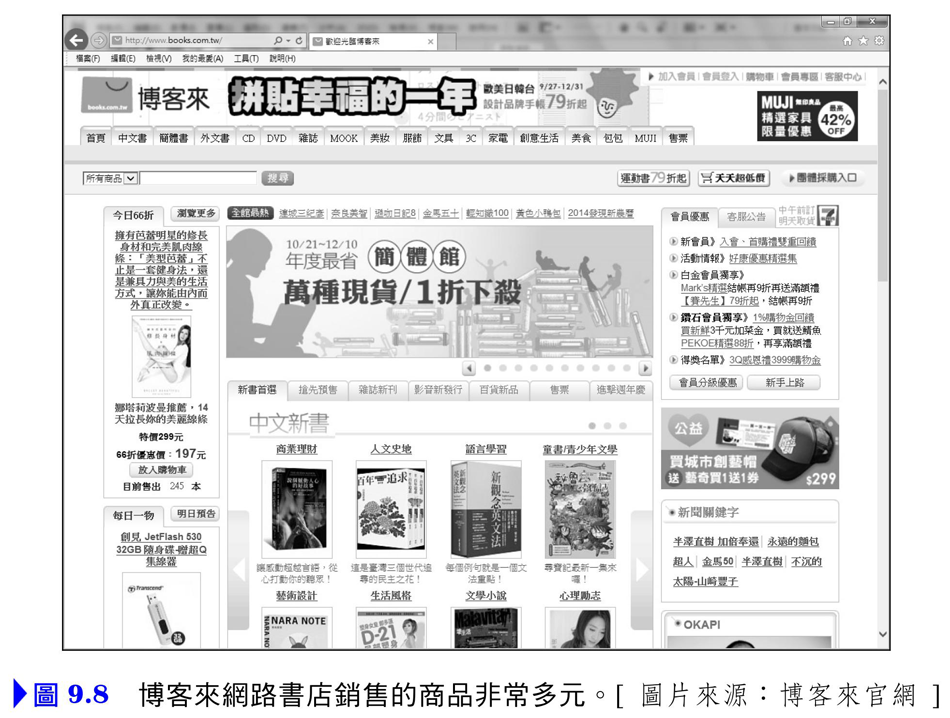 http://www.books.com.tw/
歡迎光臨博客來
檔案(F) 編輯(E) 檢視(V) 我的最愛(A) 工具(T) 說明(H)
加入會員 會員登入 購物車 會員專區 客服中心
books.com.tw
博客來
拼貼幸福的一年
歐美日韓台 9/27-12/31
設計品牌手帳79折起
MUJI 無印良品
精選家具
限量優惠
最高
42%
OFF
首頁 中文書 簡體書 外文書 CD DVD 雜誌 MOOK 美妝 服飾 文具 3C 家電 創意生活 美食 包包 MUJI 售票
所有商品
搜尋
運動書79折起 天天超低價 團體採購入口
今日66折 瀏覽更多
擁有芭蕾明星的修長
身材和完美肌肉線
條：「美型芭蕾」不
止是一套健身法，還
是兼具力與美的生活
方式，讓妳能由內而
外真正改變。
娜塔莉波曼推薦，14
天拉長妳的美麗線條
特價299元
66折優惠價：197元
放入購物車
目前售出 245 本
每日一物 明日預告
創見 JetFlash 530
32GB 隨身碟-贈超Q
集線器
Transcend
32GB
全館最熱 奈良美智 金馬五十 輕知識100 黃色小鴨包 2014發現新農曆
10/21~12/10
年度最省 簡體館
萬種現貨/1折下殺
新書首選 搶先預售 雜誌新刊 影音新發行 百貨新品 售票 進擊週年慶
中文新書
商業理財 人文史地 語言學習 童書/青少年文學
百年追求
新觀念英文法
讓感動超越言語，從
心打動你的聽眾！
這是臺灣三個世代追
尋的民主之花！
每個例句就是一個文
法重點！
尋寶記最新一集來
囉！
藝術設計 生活風格 文學小說 心理勵志
NARA NOTE
D-21
Malavita
會員優惠 客服公告
中午前訂
明天取貨
新會員》入會、首購禮雙重回饋
活動情報》好康優惠精選集
白金會員獨享》
Mark's精選結帳9折再送滿額禮
【賽先生】79折起，結帳再9折
鑽石會員獨享》1%購物金回饋
買新鮮3千元加菜金，買就送鱘魚
PEKOE精選88折，再享滿額禮
得獎名單》3Q感恩禮3999購物金
會員分級優惠 新手上路
公益
買城市創藝帽
送 藝奇買1送1券 $299
新聞關鍵字
半澤直樹 加倍奉還 永遠的麵包
超人 金馬50 半澤直樹 不沉的
太陽-山崎豐子
OKAPI
圖 9.8 博客來網路書店銷售的商品非常多元。[ 圖片來源：博客來官網 ]